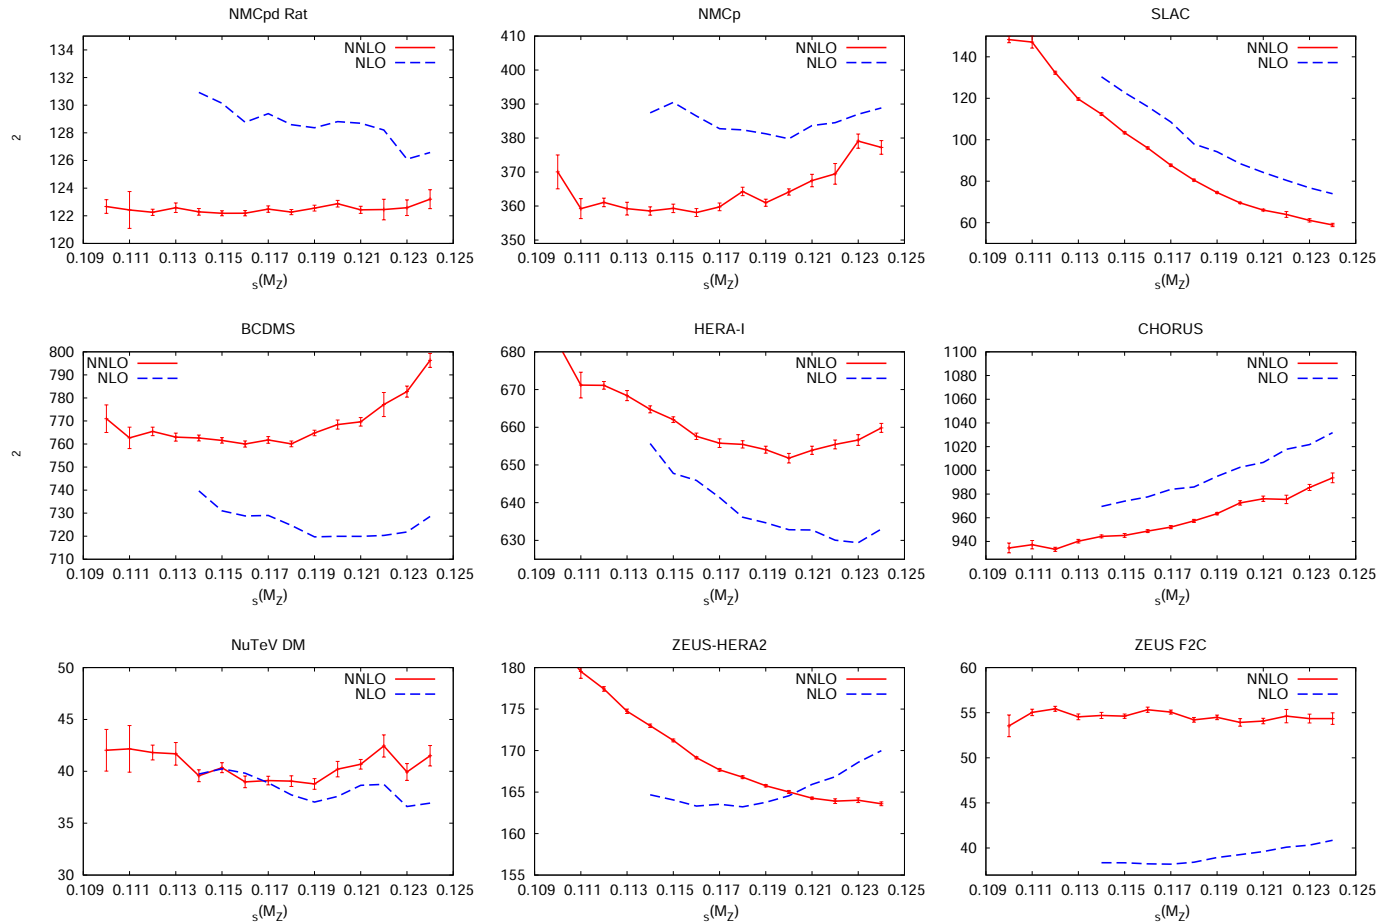 NMCpd Rat
NMCp
SLAC
135
134
132
130
128
126
124
122
120
2
NNLO
NLO
0.109 0.111 0.113 0.115 0.117 0.119 0.121 0.123 0.125
s(MZ)
410
400
390
380
370
360
350
NNLO
NLO
0.109 0.111 0.113 0.115 0.117 0.119 0.121 0.123 0.125
s(MZ)
140
120
100
80
60
NNLO
NLO
0.109 0.111 0.113 0.115 0.117 0.119 0.121 0.123 0.125
s(MZ)
BCDMS
HERA-I
CHORUS
800
790
780
770
760
750
740
730
720
710
2
NNLO
NLO
0.109 0.111 0.113 0.115 0.117 0.119 0.121 0.123 0.125
s(MZ)
680
670
660
650
640
630
NNLO
NLO
0.109 0.111 0.113 0.115 0.117 0.119 0.121 0.123 0.125
s(MZ)
1100
1080
1060
1040
1020
1000
980
960
940
NNLO
NLO
0.109 0.111 0.113 0.115 0.117 0.119 0.121 0.123 0.125
s(MZ)
NuTeV DM
ZEUS-HERA2
ZEUS F2C
50
45
40
35
30
NNLO
NLO
0.109 0.111 0.113 0.115 0.117 0.119 0.121 0.123 0.125
s(MZ)
180
175
170
165
160
155
NNLO
NLO
0.109 0.111 0.113 0.115 0.117 0.119 0.121 0.123 0.125
s(MZ)
60
55
50
45
40
NNLO
NLO
0.109 0.111 0.113 0.115 0.117 0.119 0.121 0.123 0.125
s(MZ)